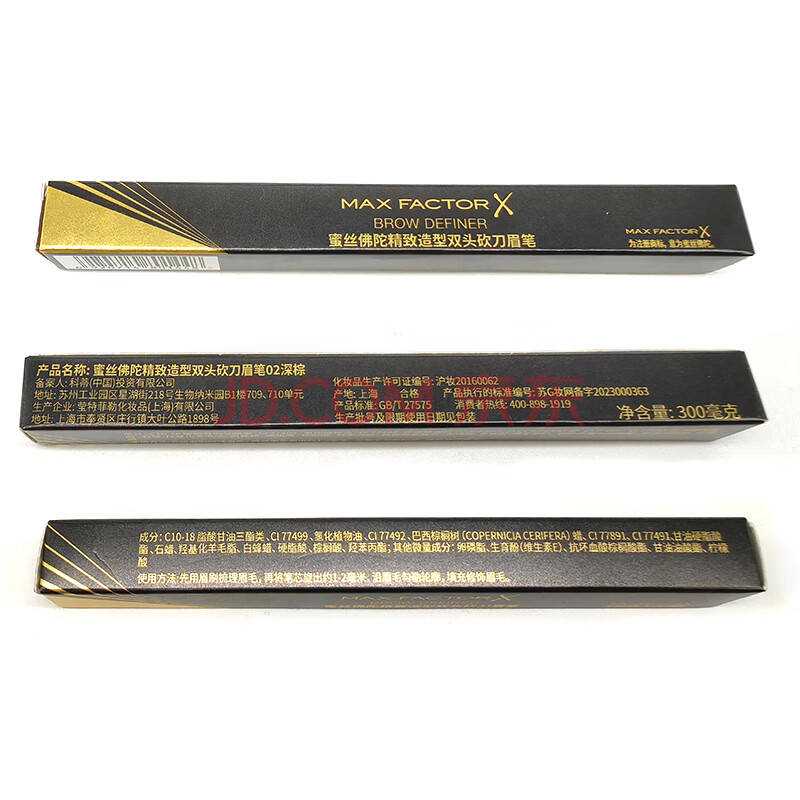 MAX FACTOR X
BROW DEFINER
蜜丝佛陀精致造型双头砍刀眉笔
MAX FACTOR X
为注册商标,意为蜜丝佛陀。
产品名称: 蜜丝佛陀精致造型双头砍刀眉笔02深棕
备案人: 科蒂(中国)投资有限公司
地址: 苏州工业园区星湖街218号生物纳米园B1楼709、710单元
生产企业: 莹特菲勒化妆品(上海)有限公司
地址: 上海市奉贤区庄行镇大叶公路1898号
化妆品生产许可证编号: 沪妆20160062
产地: 上海 合格 产品执行的标准编号: 苏G妆网备字2023000363
产品标准: GB/T 27575 消费者热线: 400-898-1919
生产批号及限期使用日期见包装
净含量: 300毫克
JD.COM 京东
成分: C10-18 脂酸甘油三酯类、CI 77499、氢化植物油、CI 77492、巴西棕榈树 (COPERNICIA CERIFERA) 蜡、CI 77891、CI 77491、甘油硬脂酸
酯、石蜡、羟基化羊毛脂、白蜂蜡、硬脂酸、棕榈酸、羟苯丙酯; 其他微量成分: 卵磷脂、生育酚(维生素E)、抗坏血酸棕榈酸酯、甘油油酸酯、柠檬
酸
使用方法: 先用眉刷梳理眉毛, 再将笔芯旋出约1-2毫米, 沿眉毛勾勒轮廓, 填充修饰眉毛。
MAX FACTOR X